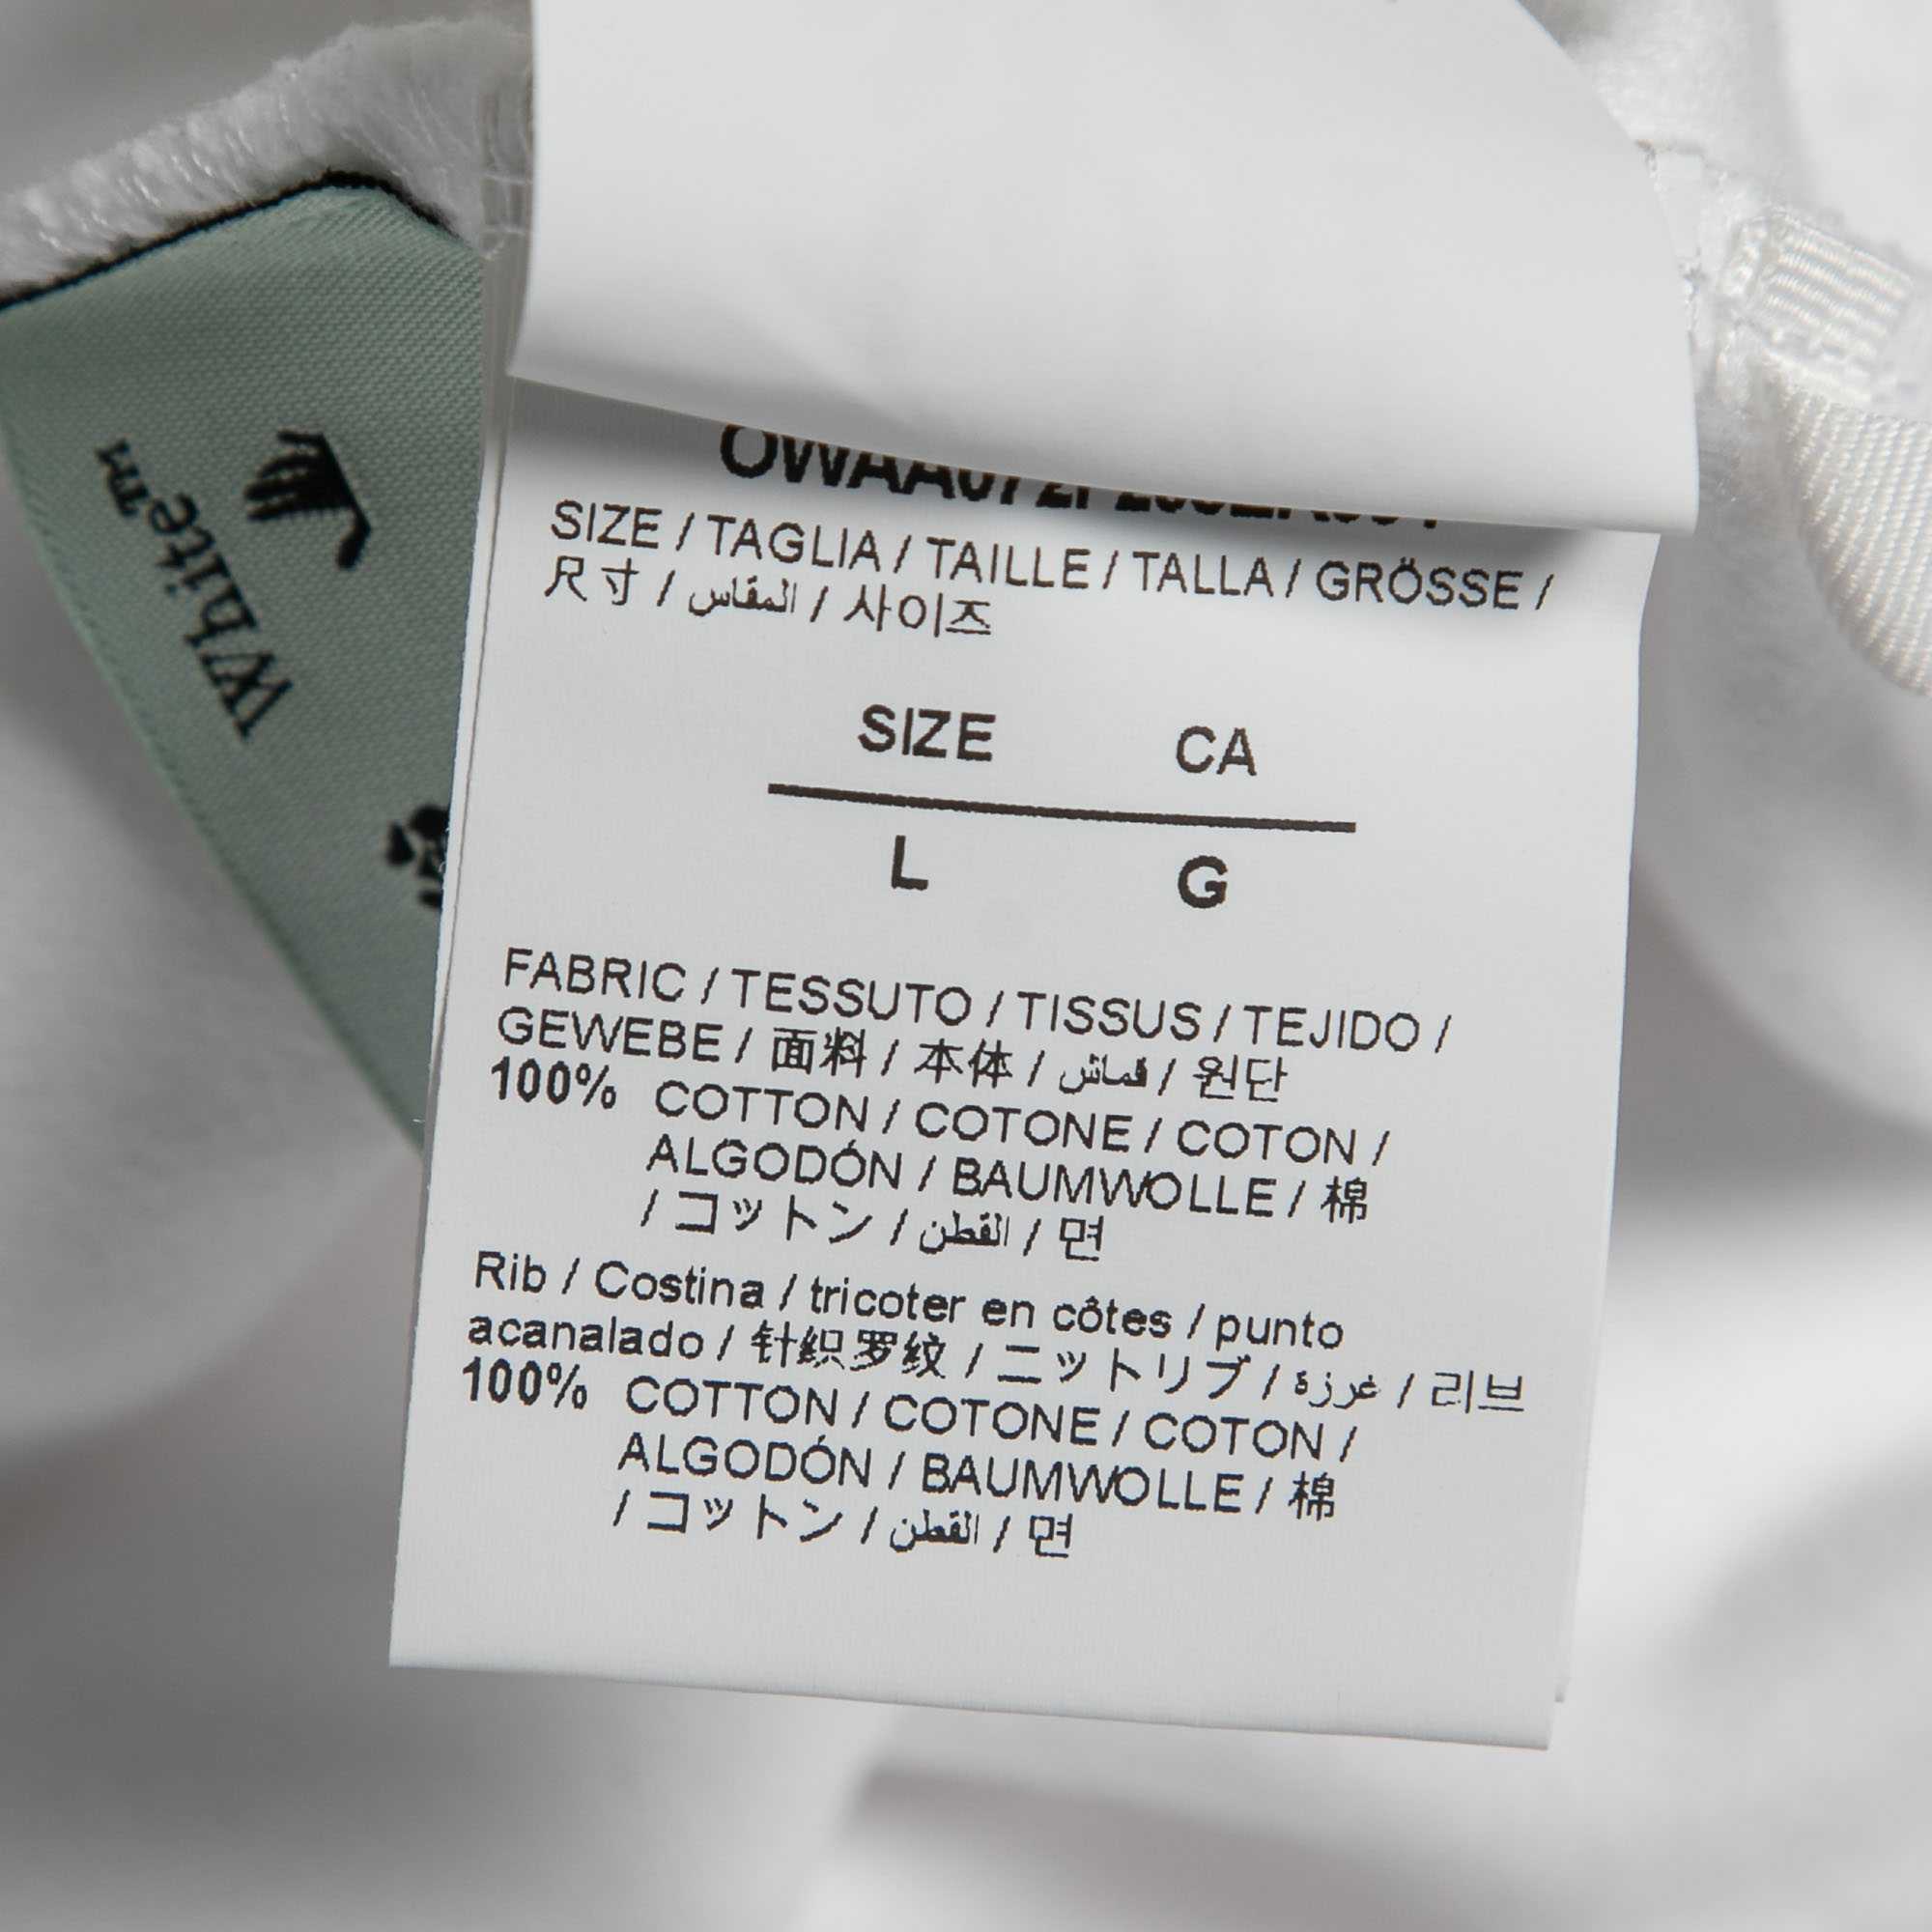 White™
SIZE / TAGLIA / TAILLE / TALLA / GRÖSSE /
尺寸 / المقاس / 사이즈
SIZE CA
L G
FABRIC / TESSUTO / TISSUS / TEJIDO /
GEWEBE / 面料 / 本体 / قماش / 원단
100% COTTON / COTONE / COTON /
ALGODÓN / BAUMWOLLE / 棉
/ コットン / القطن / 면
Rib / Costina / tricoter en côtes / punto
acanalado / 针织罗纹 / ニットリブ / غرزة / 리브
100% COTTON / COTONE / COTON /
ALGODÓN / BAUMWOLLE / 棉
/ コットン / القطن / 면